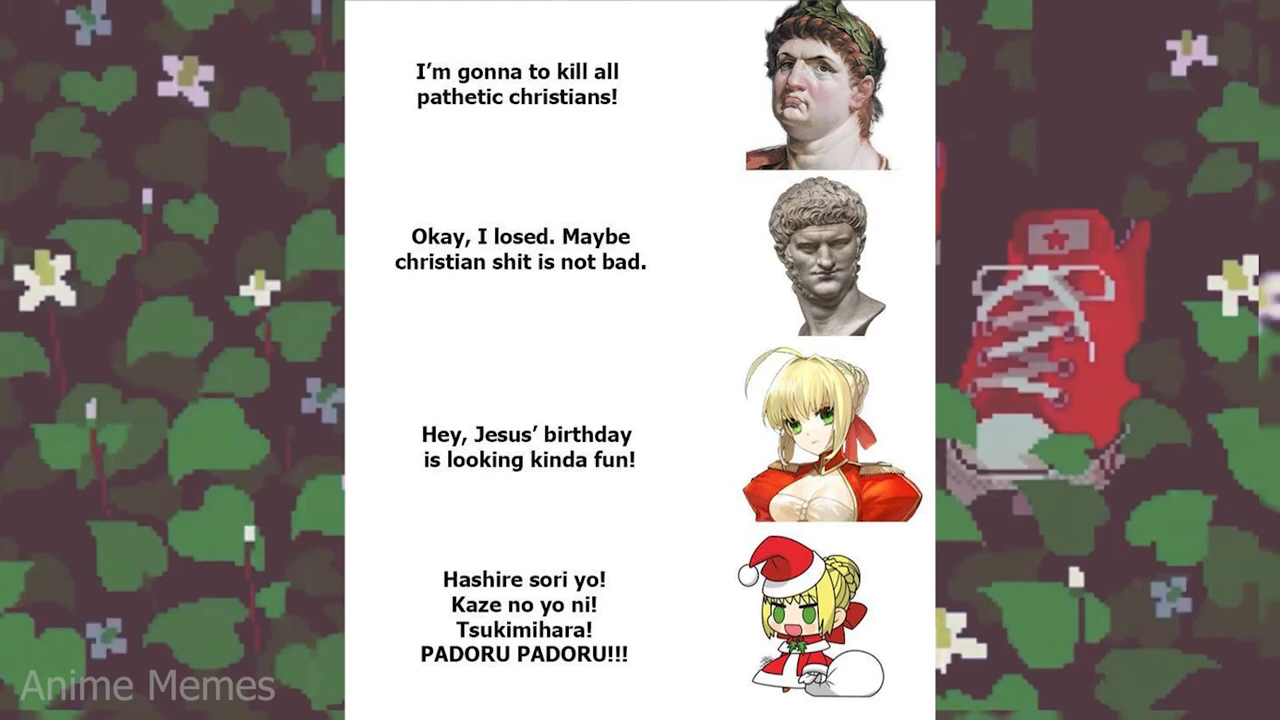 I’m gonna to kill all
pathetic christians!
Okay, I losed. Maybe
christian shit is not bad.
Hey, Jesus’ birthday
is looking kinda fun!
Hashire sori yo!
Kaze no yo ni!
Tsukimihara!
PADORU PADORU!!!
Anime Memes